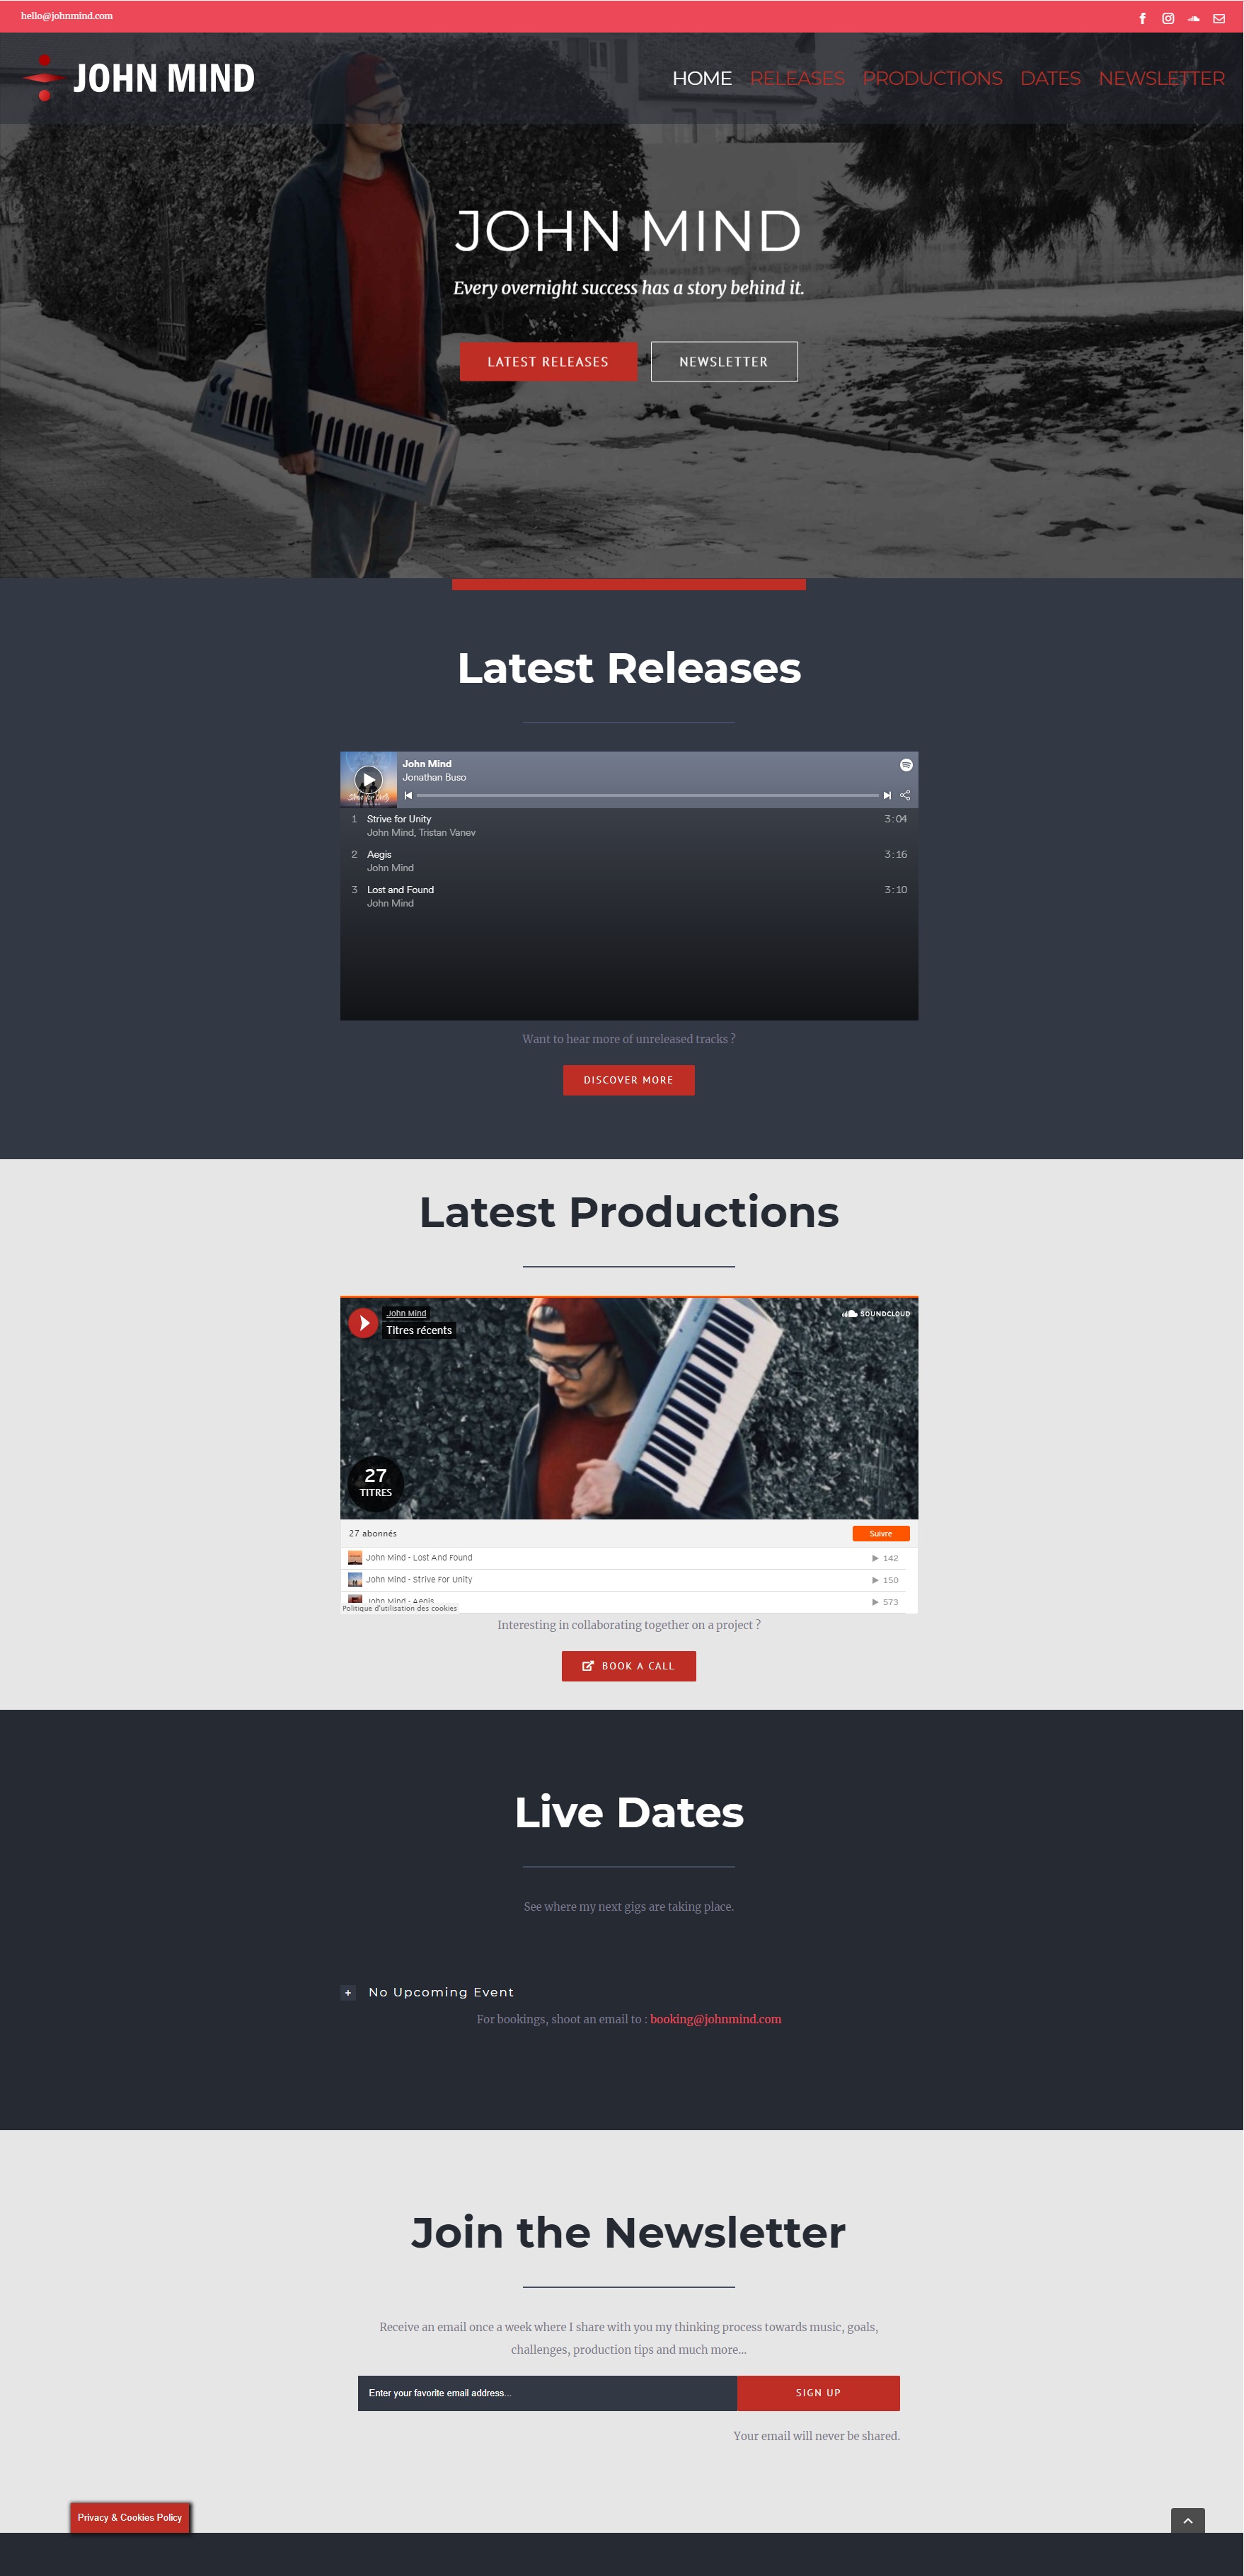 hello@johnmind.com
JOHN MIND
HOME RELEASES PRODUCTIONS DATES NEWSLETTER
JOHN MIND
Every overnight success has a story behind it.
LATEST RELEASES NEWSLETTER
Latest Releases
John Mind
Jonathan Buso
Strive for Unity
1 Strive for Unity 3:04
John Mind, Tristan Vanev
2 Aegis 3:16
John Mind
3 Lost and Found 3:10
John Mind
Want to hear more of unreleased tracks ?
DISCOVER MORE
Latest Productions
John Mind
SOUNDCLOUD
Titres récents
27
TITRES
27 abonnés Suivre
John Mind - Lost And Found 142
John Mind - Strive For Unity 150
John Mind - Aegis 573
Politique d'utilisation des cookies
Interesting in collaborating together on a project ?
BOOK A CALL
Live Dates
See where my next gigs are taking place.
No Upcoming Event
For bookings, shoot an email to : booking@johnmind.com
Join the Newsletter
Receive an email once a week where I share with you my thinking process towards music, goals,
challenges, production tips and much more...
Enter your favorite email address... SIGN UP
Your email will never be shared.
Privacy & Cookies Policy